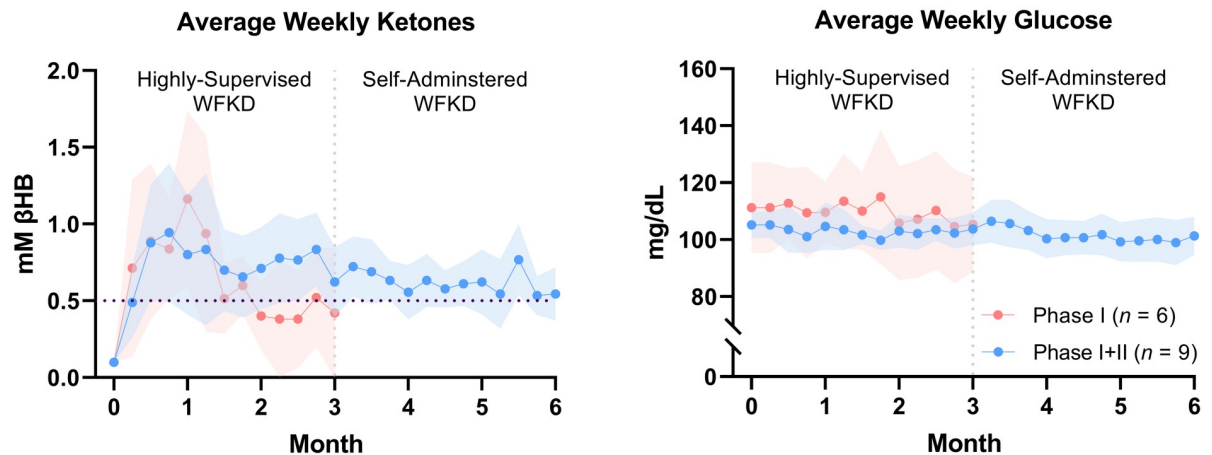 Average Weekly Ketones
Highly-Supervised
WFKD
Self-Adminstered
WFKD
2.0
1.5
1.0
0.5
0.0
mM βHB
0 1 2 3 4 5 6
Month
Average Weekly Glucose
Highly-Supervised
WFKD
Self-Adminstered
WFKD
160
140
120
100
80
0
mg/dL
Phase I (n = 6)
Phase I+II (n = 9)
0 1 2 3 4 5 6
Month